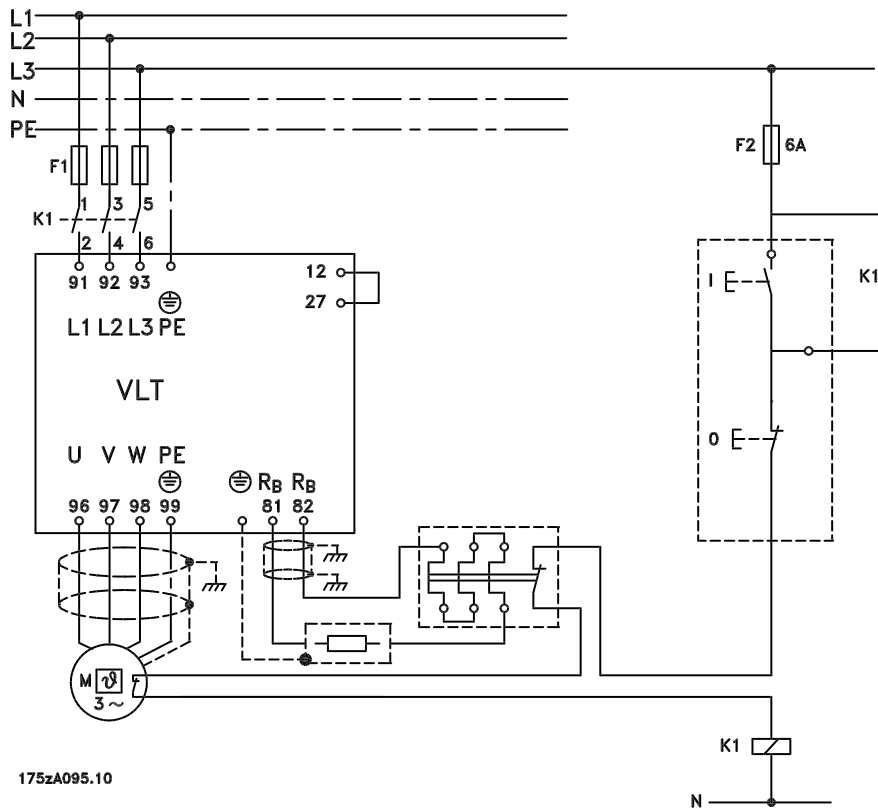 L1
L2
L3
N
PE
F1
F2 6A
1 3 5
K1
2 4 6
91 92 93
12
27
K1
I
L1 L2 L3 PE
VLT
O
U V W PE
RB RB
96 97 98 99 81 82
M ϑ
3 ~
K1
175zA095.10
N